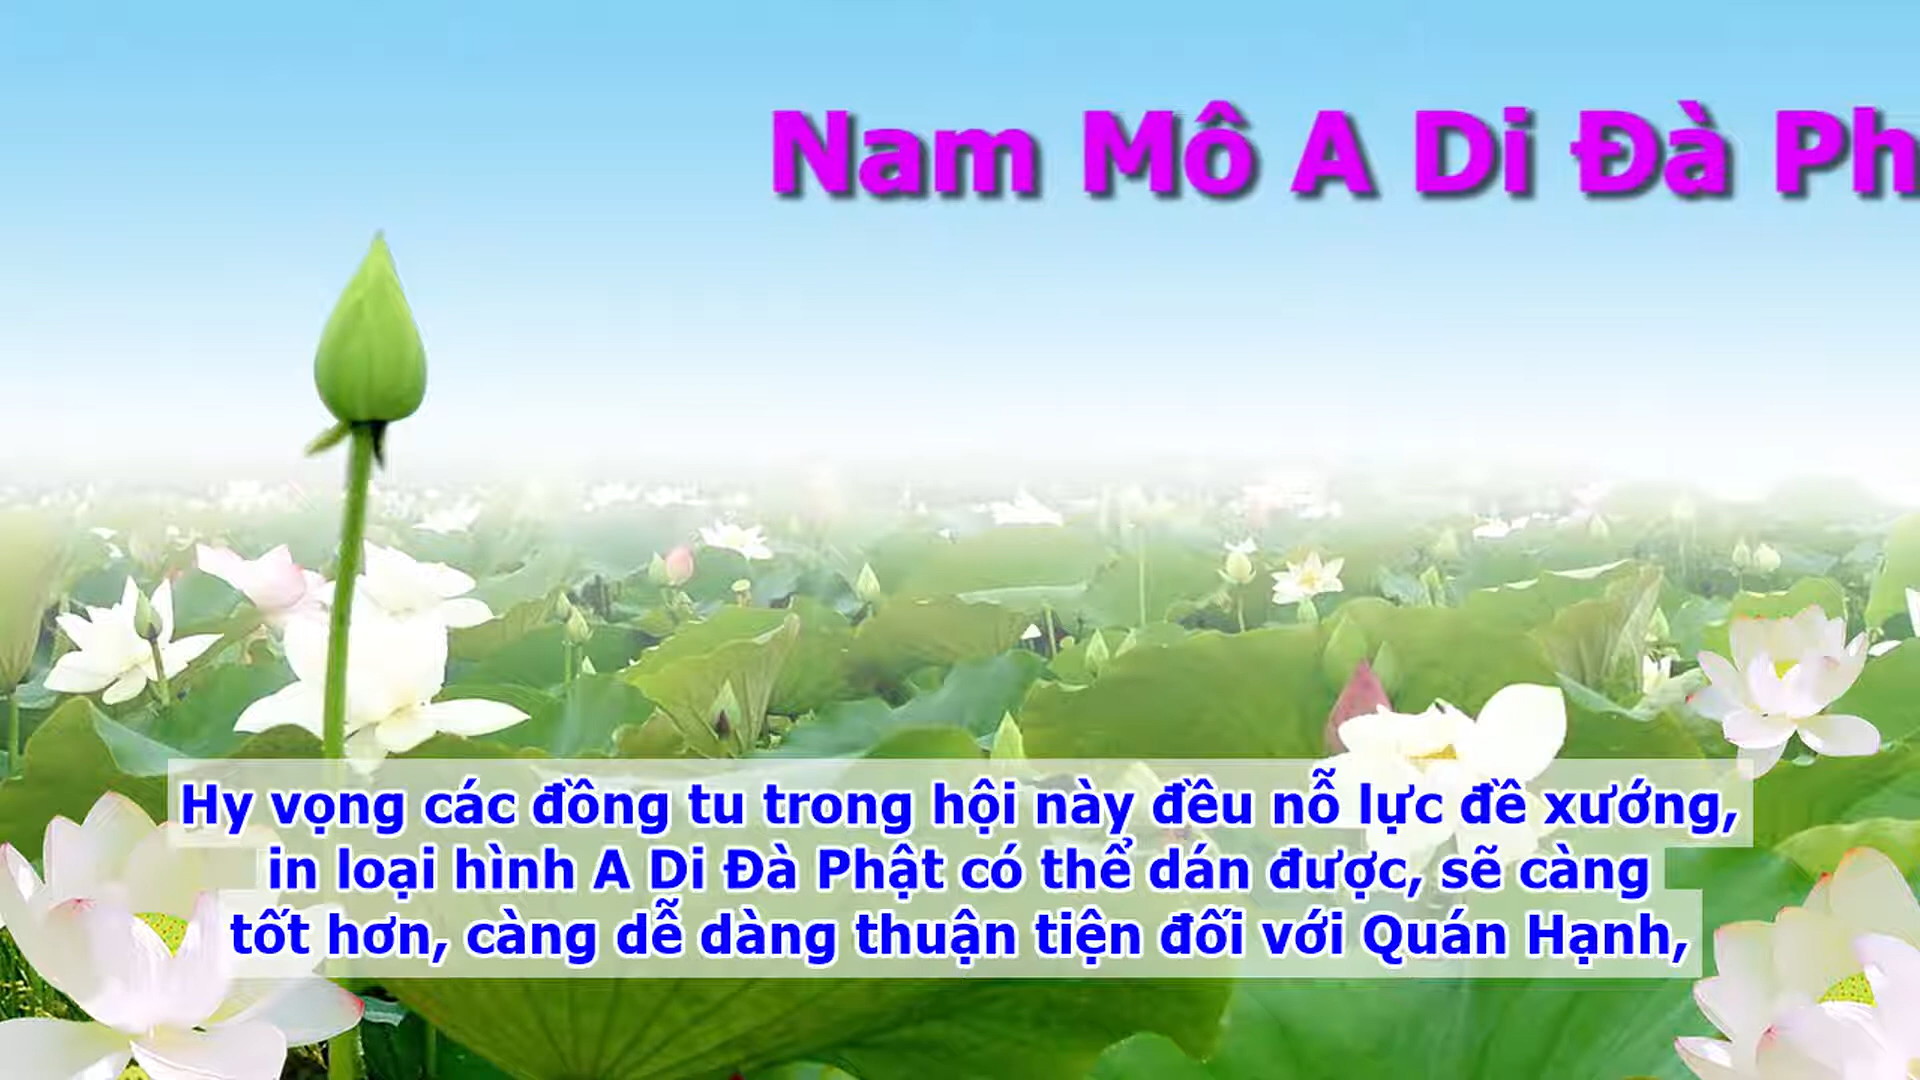 Nam Mô A Di Đà Ph
Hy vọng các đồng tu trong hội này đều nỗ lực đề xướng,
in loại hình A Di Đà Phật có thể dán được, sẽ càng
tốt hơn, càng dễ dàng thuận tiện đối với Quán Hạnh,